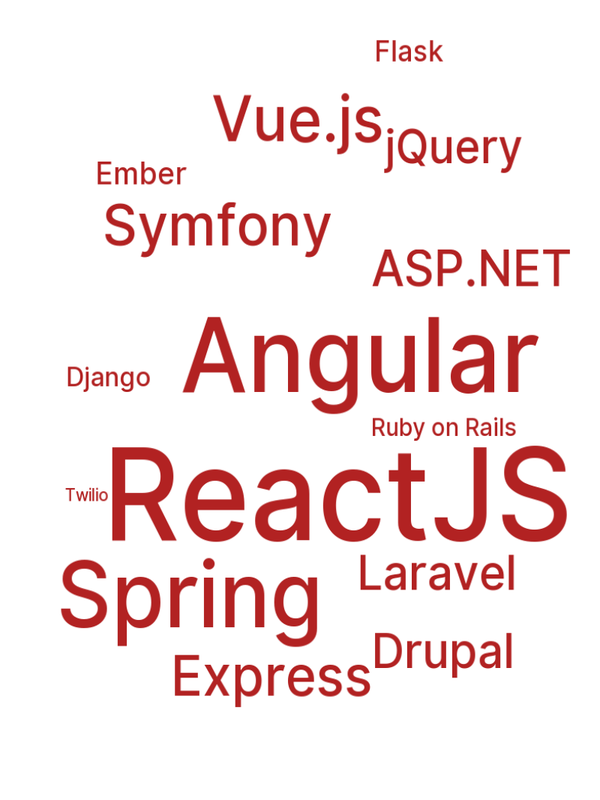 Flask
Vue.js
jQuery
Ember
Symfony
ASP.NET
Angular
Django
Ruby on Rails
ReactJS
Twilio
Laravel
Spring
Drupal
Express